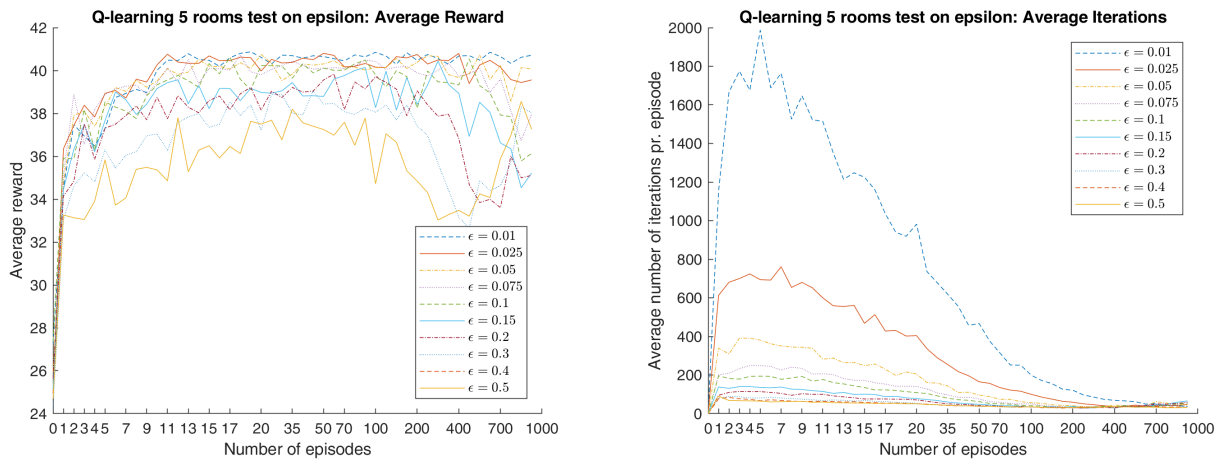 Q-learning 5 rooms test on epsilon: Average Reward
Average reward
42
40
38
36
34
32
30
28
26
24
0 1 2 3 4 5 7 9 11 13 15 17 20 30 50 70 100 200 400 700 1000
Number of episodes
ϵ = 0.01
ϵ = 0.025
ϵ = 0.05
ϵ = 0.075
ϵ = 0.1
ϵ = 0.15
ϵ = 0.2
ϵ = 0.3
ϵ = 0.4
ϵ = 0.5
Q-learning 5 rooms test on epsilon: Average Iterations
Average number of iterations pr. episode
2000
1800
1600
1400
1200
1000
800
600
400
200
0
0 1 2 3 4 5 7 9 11 13 15 17 20 30 50 70 100 200 400 700 1000
Number of episodes
ϵ = 0.01
ϵ = 0.025
ϵ = 0.05
ϵ = 0.075
ϵ = 0.1
ϵ = 0.15
ϵ = 0.2
ϵ = 0.3
ϵ = 0.4
ϵ = 0.5